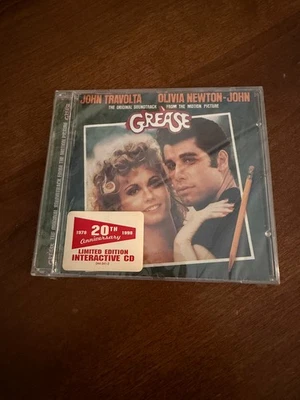 JOHN TRAVOLTA OLIVIA NEWTON-JOHN
THE ORIGINAL SOUNDTRACK FROM THE MOTION PICTURE
GREASE
1978 20TH 1998
Anniversary
LIMITED EDITION
INTERACTIVE CD